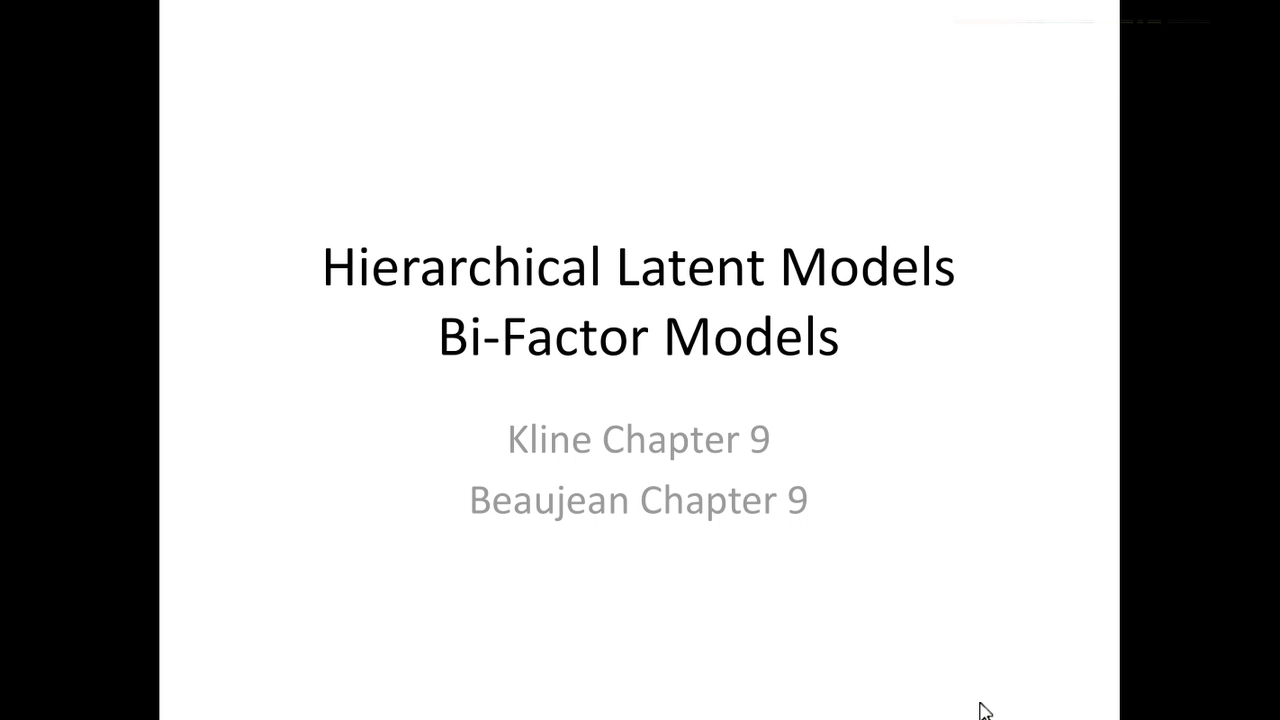 Hierarchical Latent Models
Bi-Factor Models
Kline Chapter 9
Beaujean Chapter 9